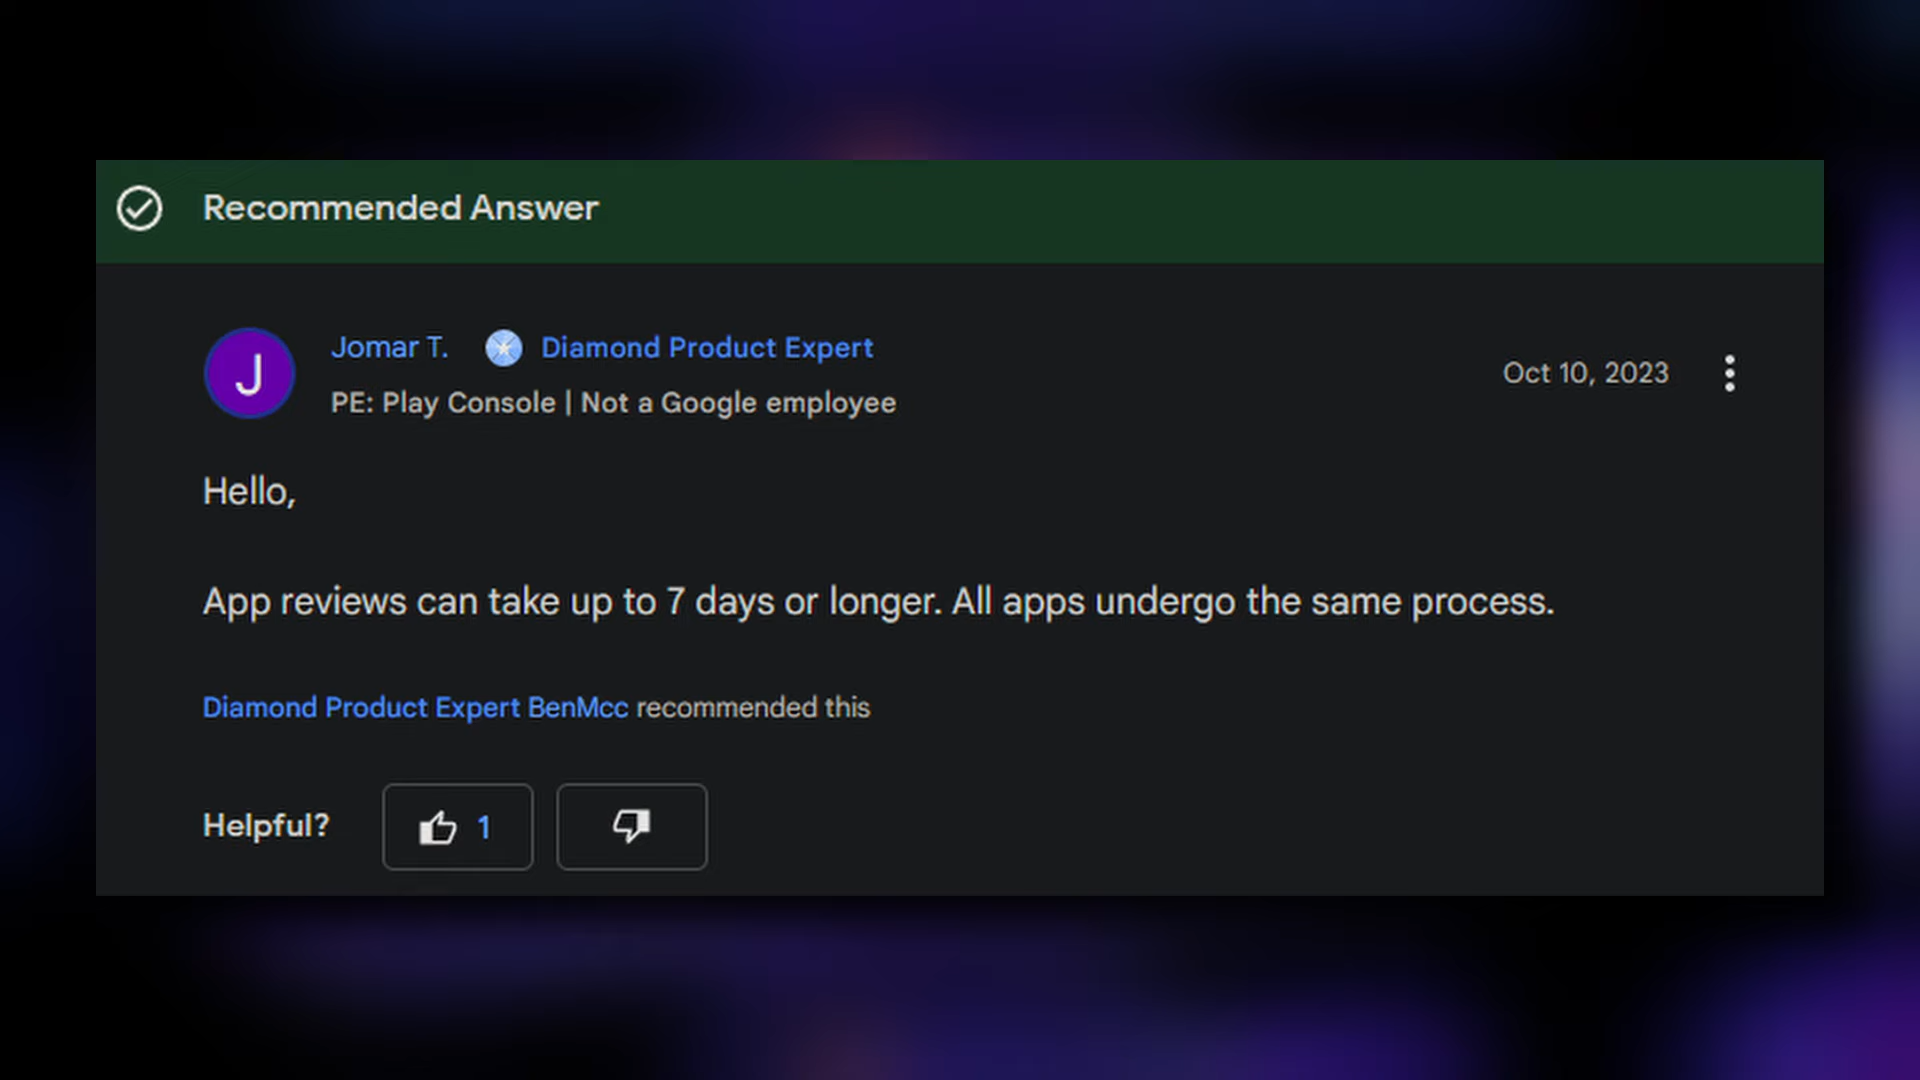 Recommended Answer
J
Jomar T. Diamond Product Expert
PE: Play Console | Not a Google employee
Oct 10, 2023
Hello,
App reviews can take up to 7 days or longer. All apps undergo the same process.
Diamond Product Expert BenMcc recommended this
Helpful? 1